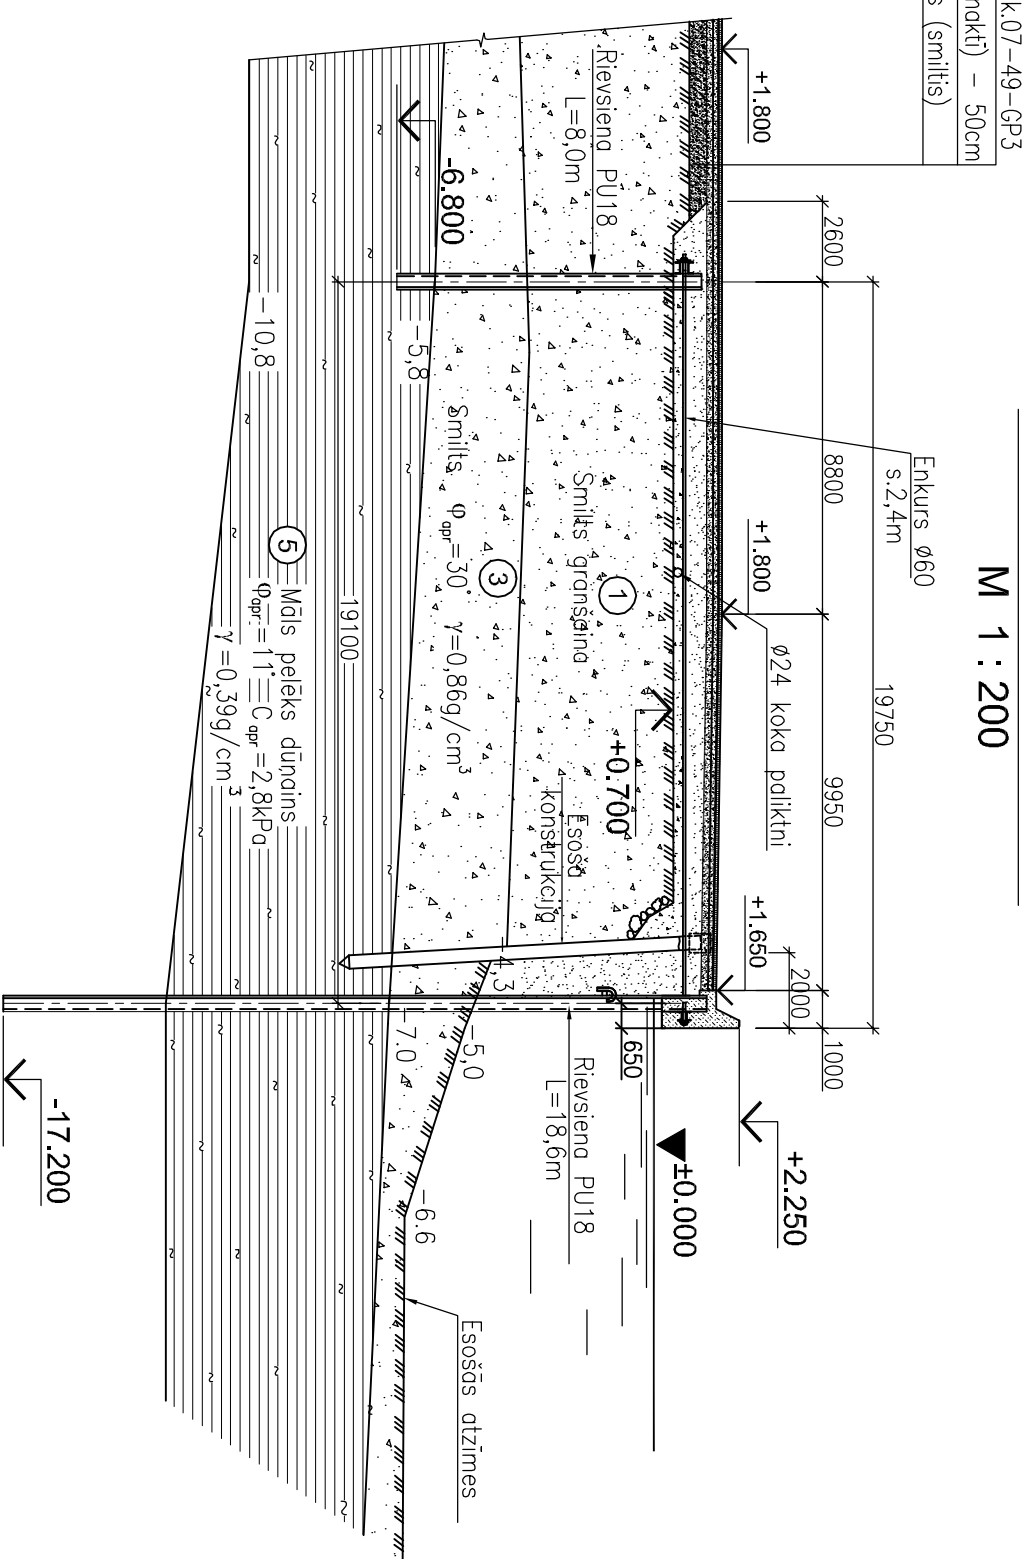 k.07-49-GP3
nakti) - 50cm
s (smiltis)
M 1 : 200
Enkurs ø60
s.2,4m
ø24 koka paliktni
19750
2600
8800
9950
1000
2000
+1.800
+1.800
+1.650
+2.250
±0.000
+0.700
650
Rievsiena PU18
L=8,0m
Rievsiena PU18
L=18,6m
1
Smilts granšaina
Esoša
konstrukcija
3
Smilts φapr=30° γ=0,86g/cm³
-6.800
-5,8
-4,3
-5,0
-7.0
-6.6
Esošās atzīmes
19100
5
Māls pelēks dūņains
φapr.=11° Capr=2,8kPa
γ=0,39g/cm³
-10,8
-17.200